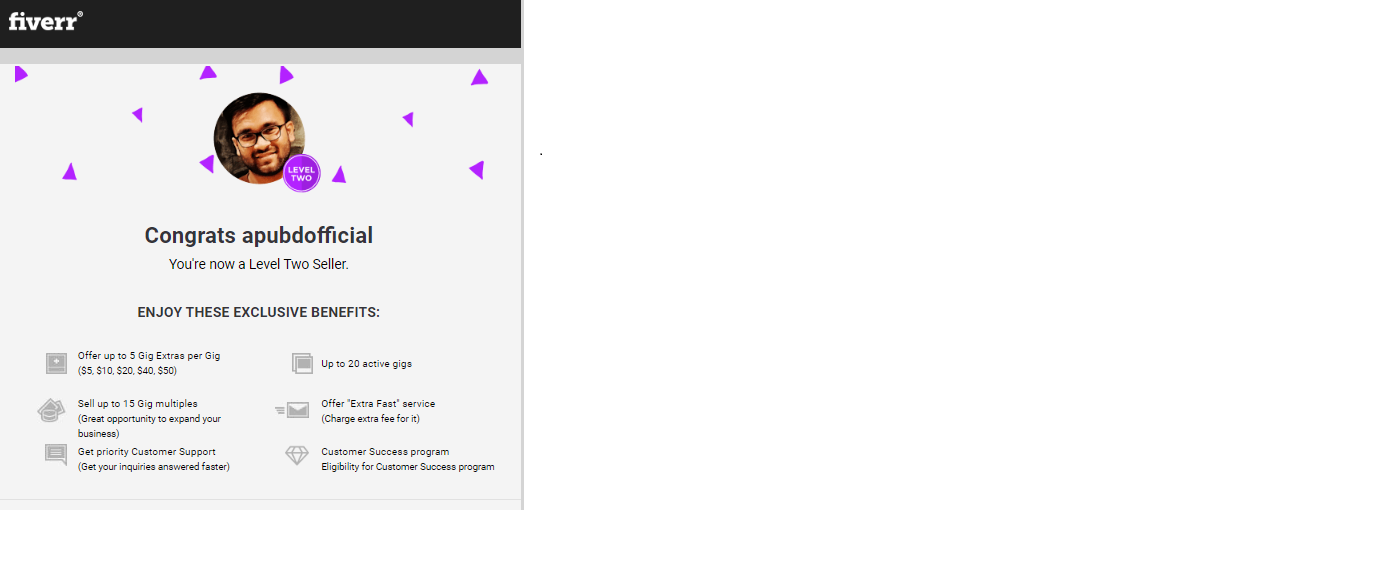 fiverr®
LEVEL
TWO
Congrats apubdofficial
You're now a Level Two Seller.
ENJOY THESE EXCLUSIVE BENEFITS:
Offer up to 5 Gig Extras per Gig
($5, $10, $20, $40, $50)
Up to 20 active gigs
Sell up to 15 Gig multiples
(Great opportunity to expand your
business)
Offer "Extra Fast" service
(Charge extra fee for it)
Get priority Customer Support
(Get your inquiries answered faster)
Customer Success program
Eligibility for Customer Success program
.